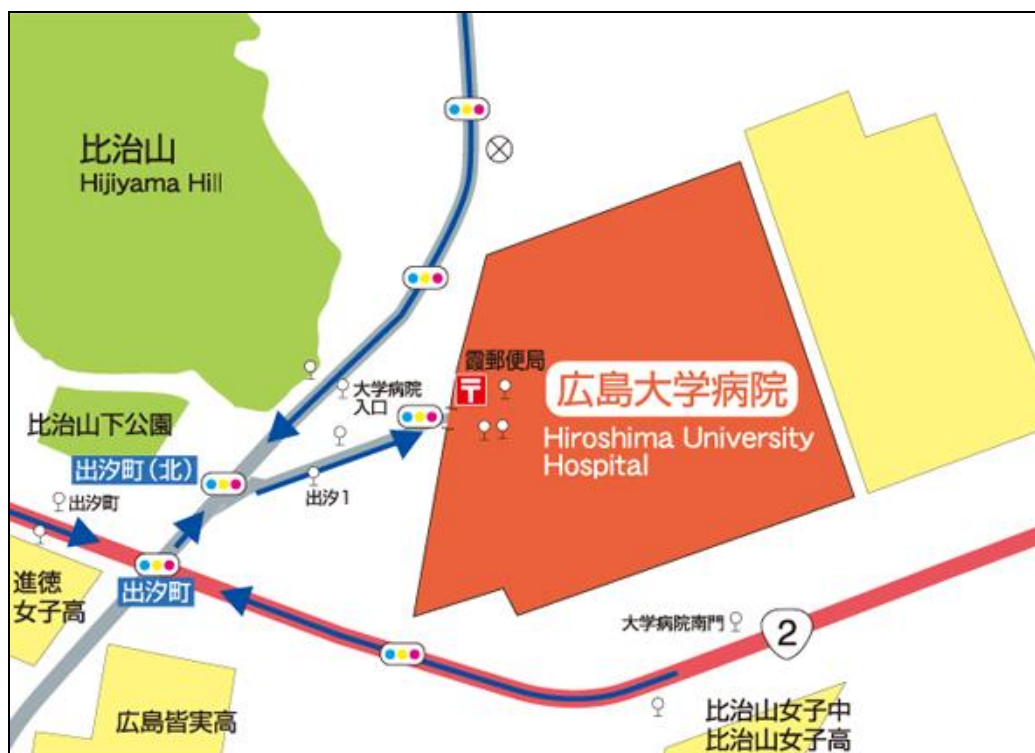 比治山
Hijiyama Hill
霞郵便局
大学病院
入口
広島大学病院
Hiroshima University
Hospital
比治山下公園
出汐町(北)
出汐1
出汐町
進徳
女子高
出汐町
大学病院南門
2
広島皆実高
比治山女子中
比治山女子高